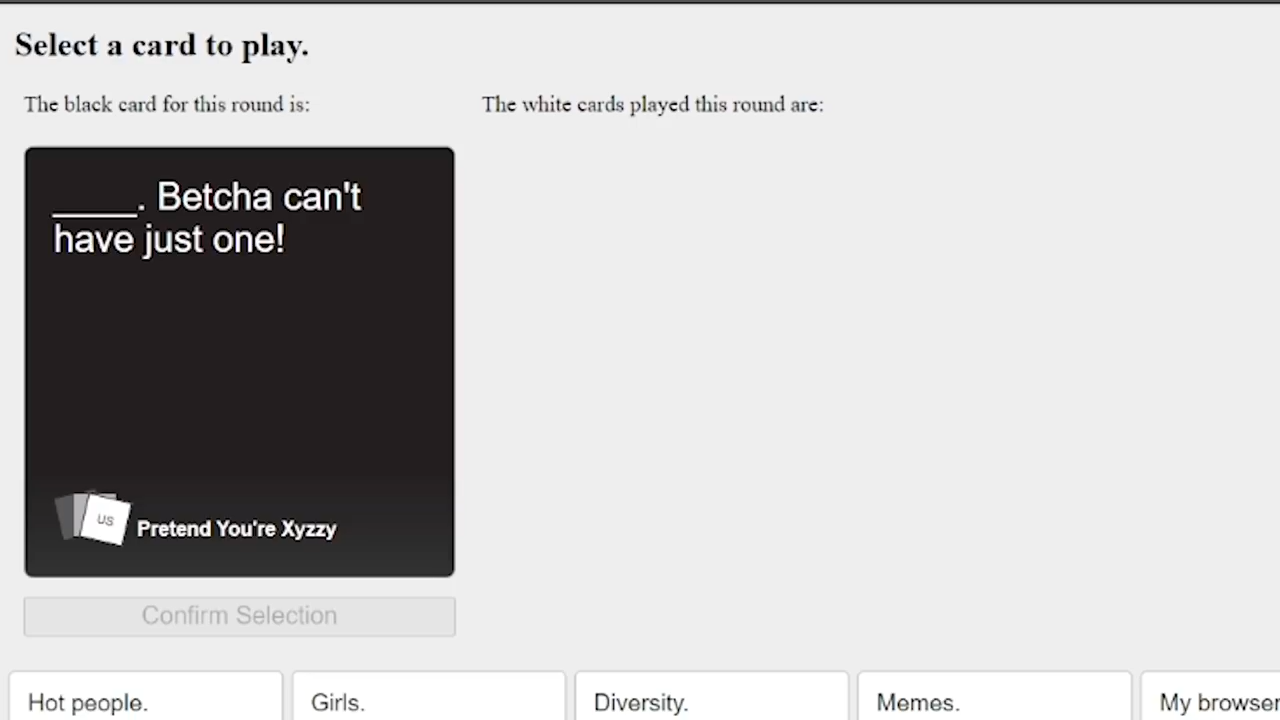 Select a card to play.
The black card for this round is:
The white cards played this round are:
____. Betcha can't
have just one!
US
Pretend You're Xyzzy
Confirm Selection
Hot people.
Girls.
Diversity.
Memes.
My browser